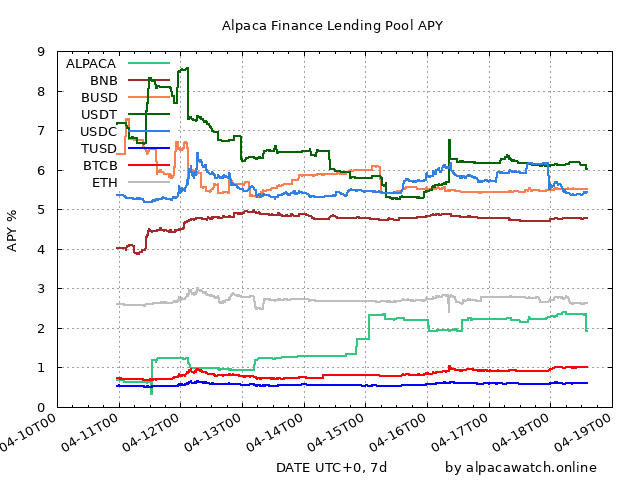 Alpaca Finance Lending Pool APY
9
8
7
6
5
4
3
2
1
0
APY %
ALPACA
BNB
BUSD
USDT
USDC
TUSD
BTCB
ETH
04-10T00
04-11T00
04-12T00
04-13T00
04-14T00
04-15T00
04-16T00
04-17T00
04-18T00
04-19T00
DATE UTC+0, 7d
by alpacawatch.online